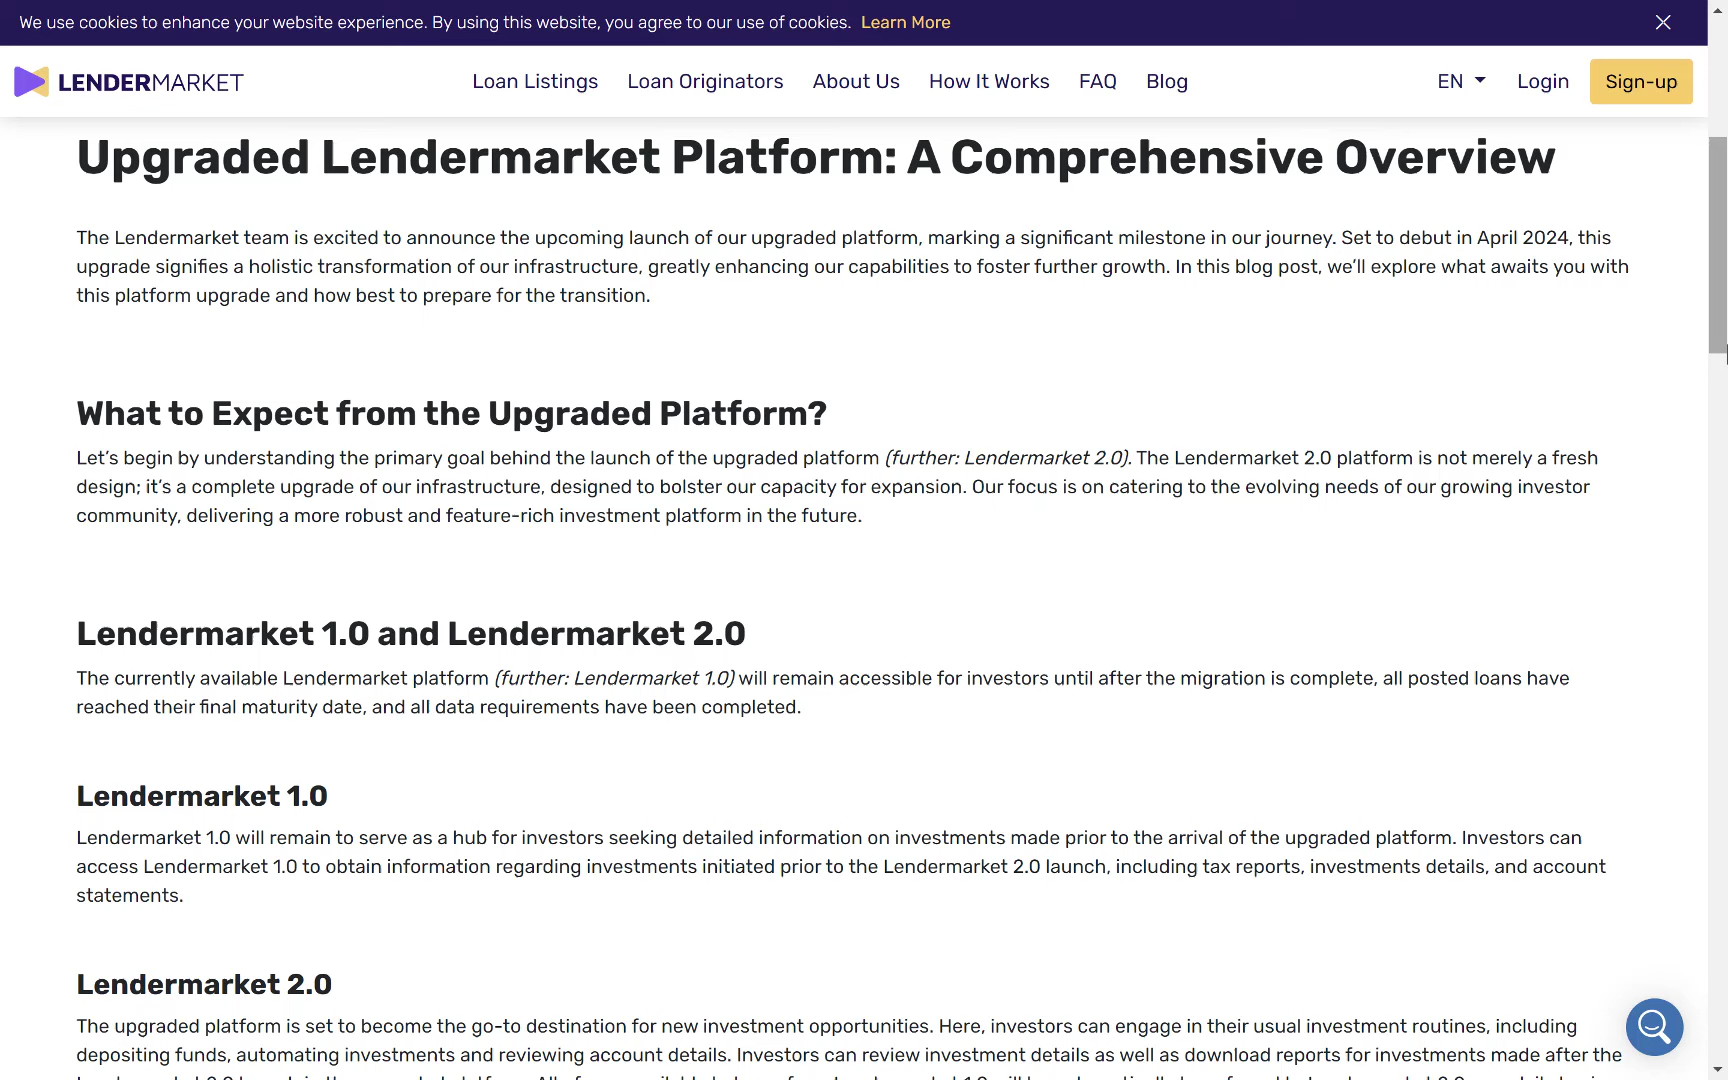 We use cookies to enhance your website experience. By using this website, you agree to our use of cookies. Learn More
LENDERMARKET
Loan Listings
Loan Originators
About Us
How It Works
FAQ
Blog
EN
Login
Sign-up
Upgraded Lendermarket Platform: A Comprehensive Overview
The Lendermarket team is excited to announce the upcoming launch of our upgraded platform, marking a significant milestone in our journey. Set to debut in April 2024, this
upgrade signifies a holistic transformation of our infrastructure, greatly enhancing our capabilities to foster further growth. In this blog post, we'll explore what awaits you with
this platform upgrade and how best to prepare for the transition.
What to Expect from the Upgraded Platform?
Let's begin by understanding the primary goal behind the launch of the upgraded platform (further: Lendermarket 2.0). The Lendermarket 2.0 platform is not merely a fresh
design; it's a complete upgrade of our infrastructure, designed to bolster our capacity for expansion. Our focus is on catering to the evolving needs of our growing investor
community, delivering a more robust and feature-rich investment platform in the future.
Lendermarket 1.0 and Lendermarket 2.0
The currently available Lendermarket platform (further: Lendermarket 1.0) will remain accessible for investors until after the migration is complete, all posted loans have
reached their final maturity date, and all data requirements have been completed.
Lendermarket 1.0
Lendermarket 1.0 will remain to serve as a hub for investors seeking detailed information on investments made prior to the arrival of the upgraded platform. Investors can
access Lendermarket 1.0 to obtain information regarding investments initiated prior to the Lendermarket 2.0 launch, including tax reports, investments details, and account
statements.
Lendermarket 2.0
The upgraded platform is set to become the go-to destination for new investment opportunities. Here, investors can engage in their usual investment routines, including
depositing funds, automating investments and reviewing account details. Investors can review investment details as well as download reports for investments made after the